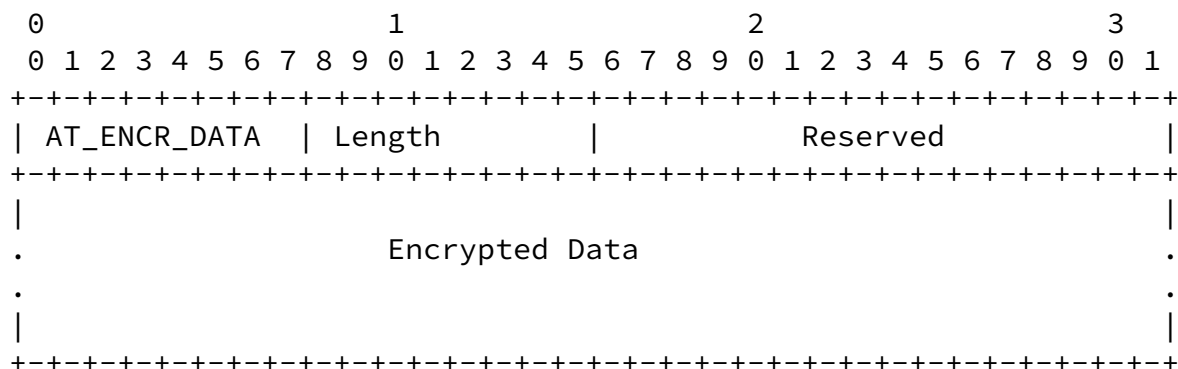 0                   1                   2                   3
 0 1 2 3 4 5 6 7 8 9 0 1 2 3 4 5 6 7 8 9 0 1 2 3 4 5 6 7 8 9 0 1
+-+-+-+-+-+-+-+-+-+-+-+-+-+-+-+-+-+-+-+-+-+-+-+-+-+-+-+-+-+-+-+-+
| AT_ENCR_DATA  | Length        |           Reserved            |
+-+-+-+-+-+-+-+-+-+-+-+-+-+-+-+-+-+-+-+-+-+-+-+-+-+-+-+-+-+-+-+-+
|                                                               |
.                    Encrypted Data                             .
.                                                               .
|                                                               |
+-+-+-+-+-+-+-+-+-+-+-+-+-+-+-+-+-+-+-+-+-+-+-+-+-+-+-+-+-+-+-+-+